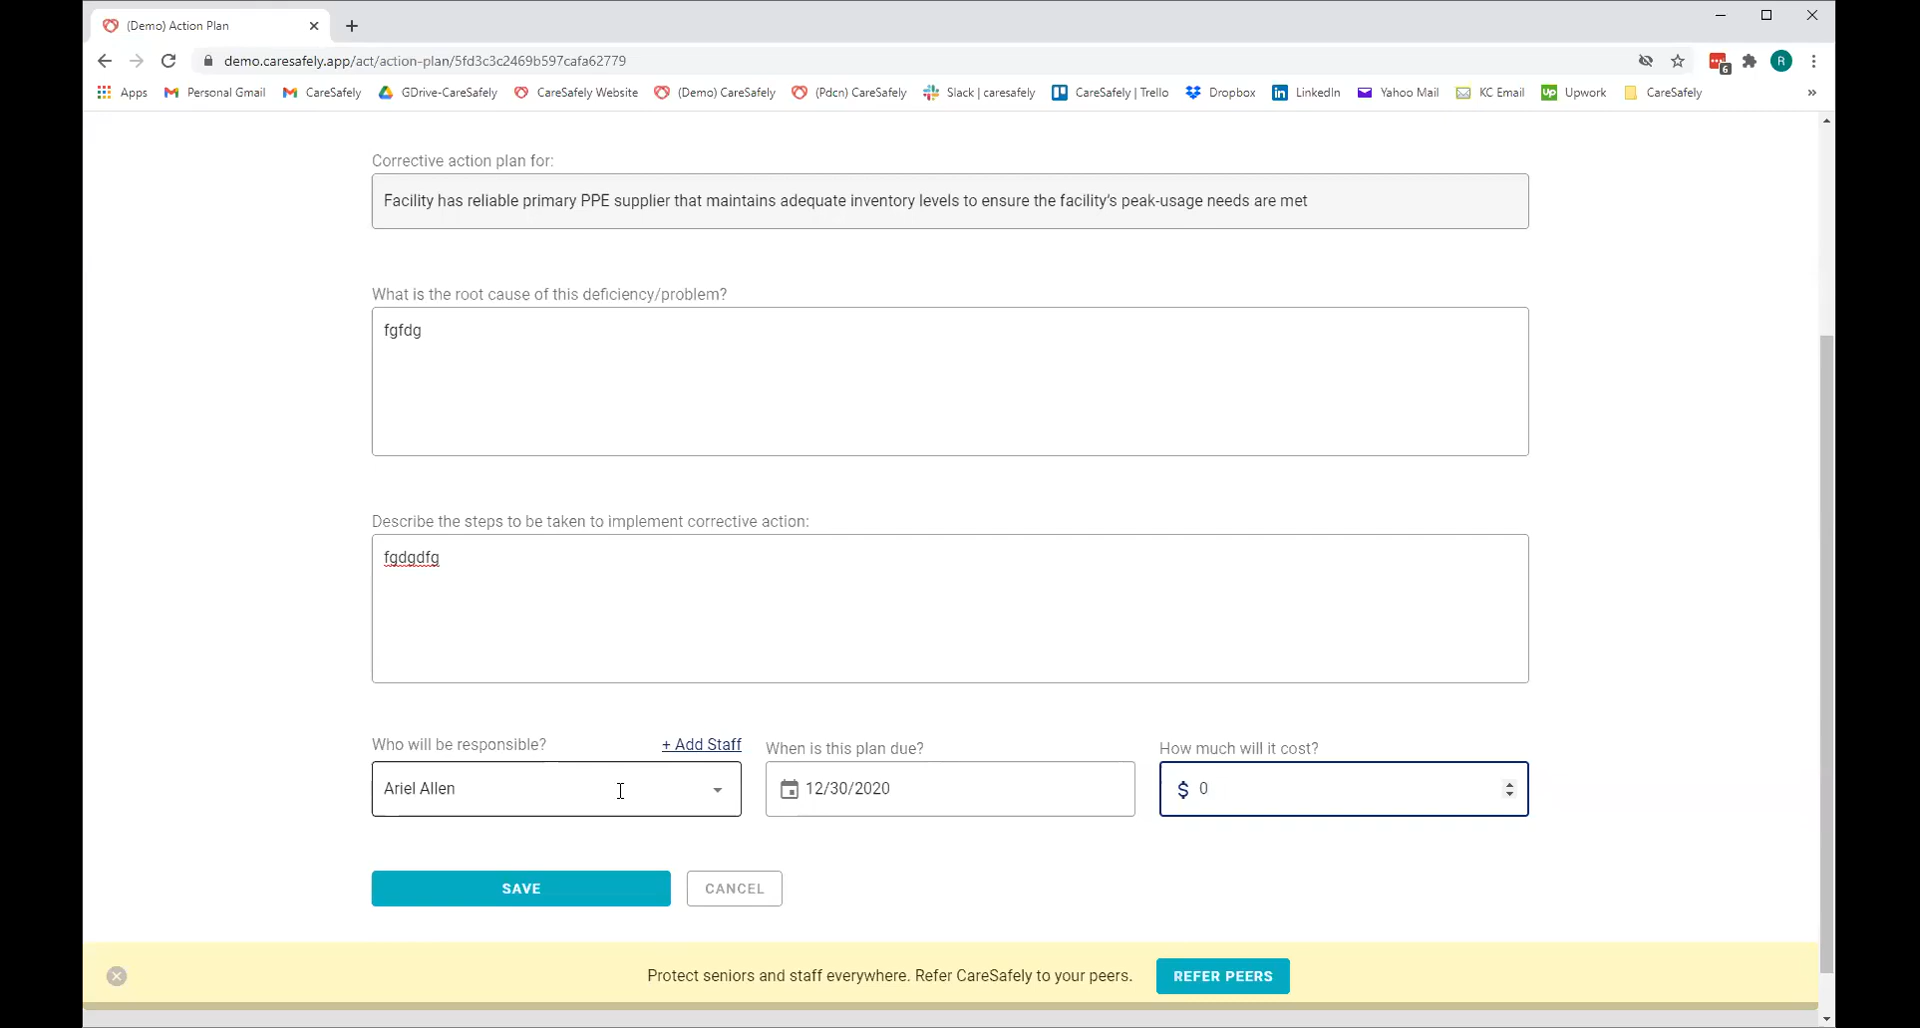 (Demo) Action Plan
demo.caresafely.app/act/action-plan/5fd3c3c2469b597cafa62779
6
R
Apps Personal Gmail CareSafely GDrive-CareSafely CareSafely Website (Demo) CareSafely (Pdcn) CareSafely Slack | caresafely CareSafely | Trello Dropbox LinkedIn Yahoo Mail KC Email Up Upwork CareSafely »
Corrective action plan for:
Facility has reliable primary PPE supplier that maintains adequate inventory levels to ensure the facility’s peak-usage needs are met
What is the root cause of this deficiency/problem?
fgfdg
Describe the steps to be taken to implement corrective action:
fgdgdfg
Who will be responsible? + Add Staff When is this plan due? How much will it cost?
Ariel Allen 12/30/2020 $ 0
SAVE CANCEL
Protect seniors and staff everywhere. Refer CareSafely to your peers. REFER PEERS